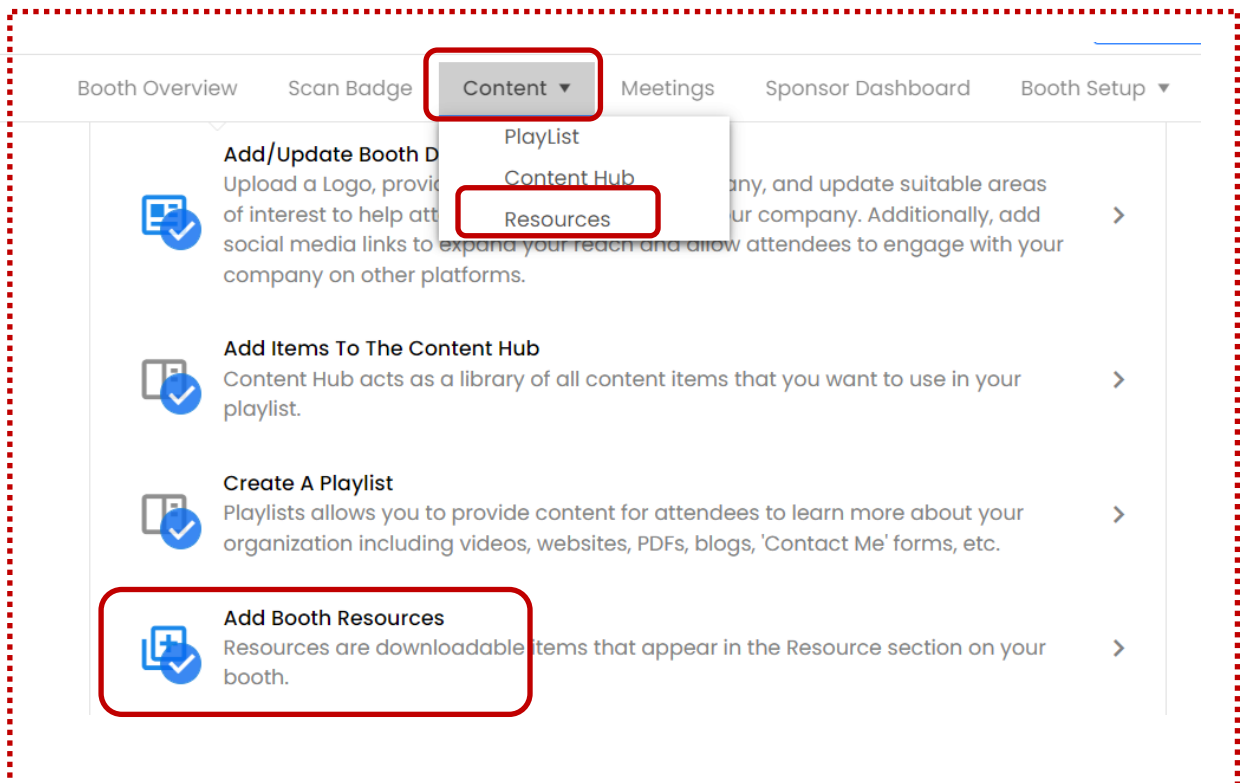 Booth Overview Scan Badge Content ▼ Meetings Sponsor Dashboard Booth Setup ▼
PlayList
Content Hub
Resources
Add/Update Booth D
Upload a Logo, provi any, and update suitable areas
of interest to help att ur company. Additionally, add
social media links to expand your reach and allow attendees to engage with your
company on other platforms.
Add Items To The Content Hub
Content Hub acts as a library of all content items that you want to use in your
playlist.
Create A Playlist
Playlists allows you to provide content for attendees to learn more about your
organization including videos, websites, PDFs, blogs, 'Contact Me' forms, etc.
Add Booth Resources
Resources are downloadable items that appear in the Resource section on your
booth.